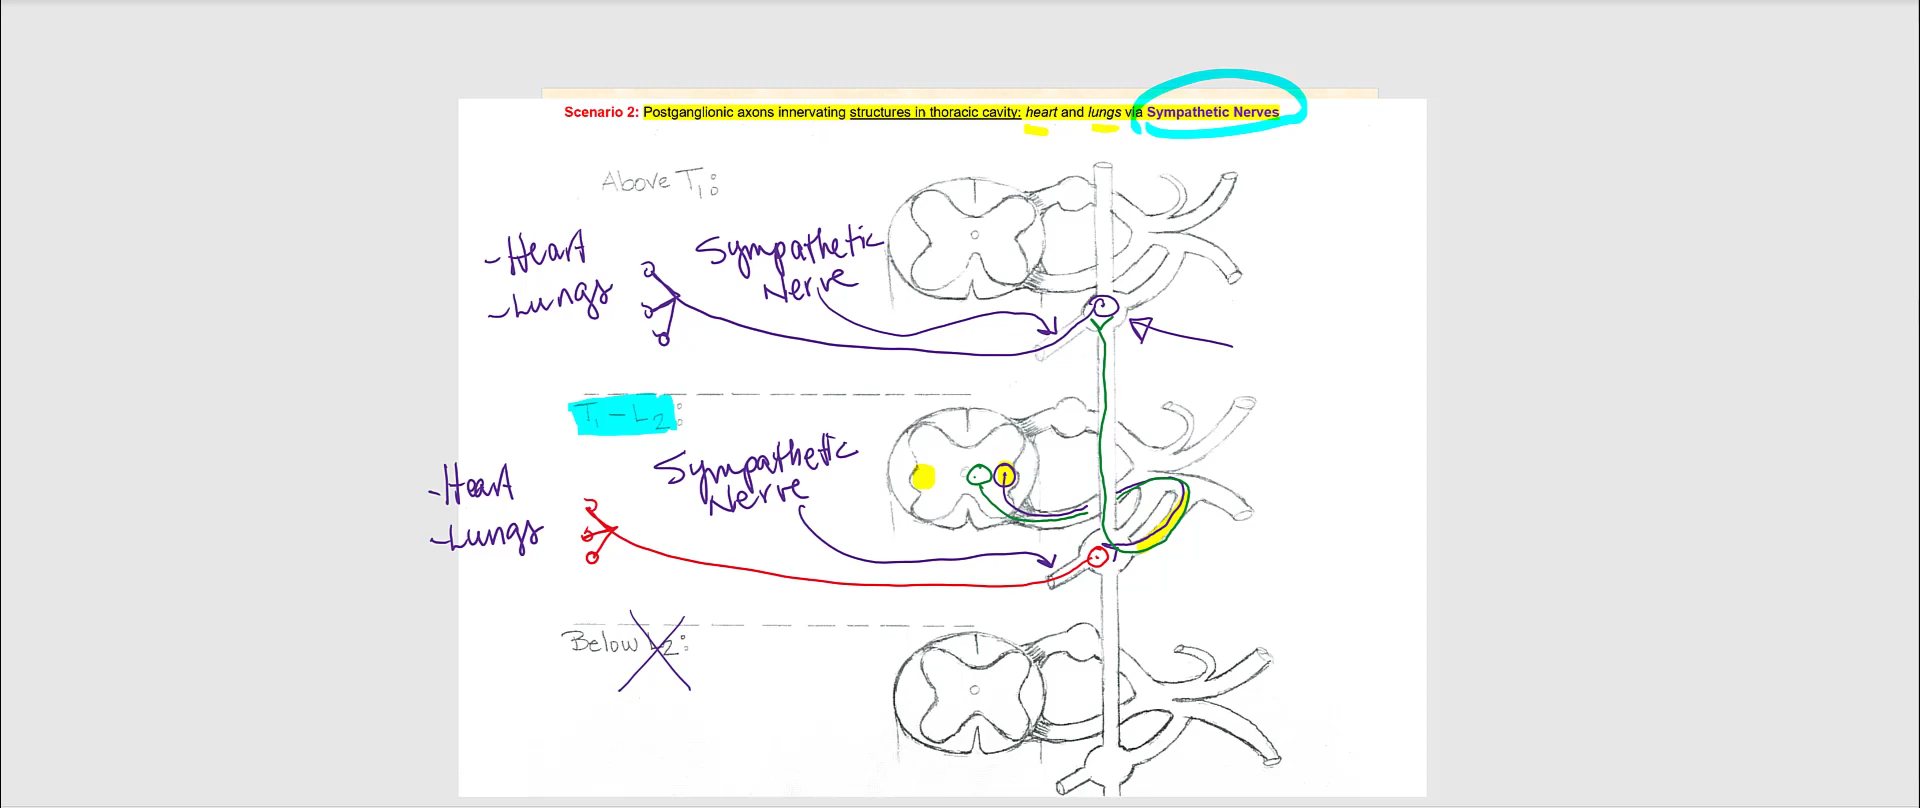 Scenario 2: Postganglionic axons innervating structures in thoracic cavity: heart and lungs via Sympathetic Nerves
Above T1:
-Heart
-Lungs
Sympathetic
Nerve
T1-L2:
-Heart
-Lungs
Sympathetic
Nerve
Below L2: